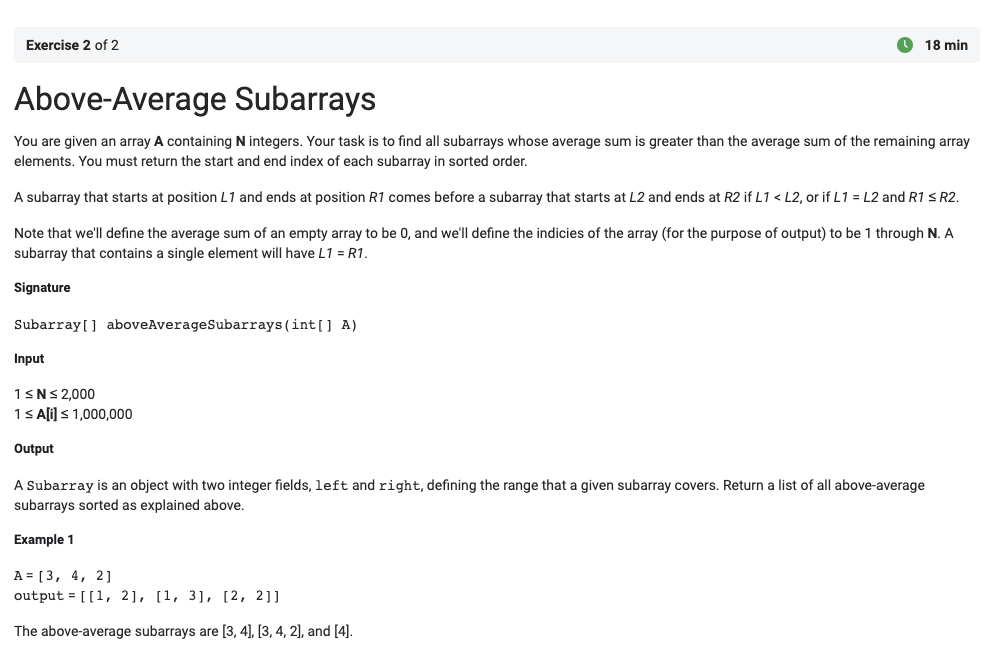 Exercise 2 of 2
18 min
Above-Average Subarrays
You are given an array A containing N integers. Your task is to find all subarrays whose average sum is greater than the average sum of the remaining array
elements. You must return the start and end index of each subarray in sorted order.
A subarray that starts at position L1 and ends at position R1 comes before a subarray that starts at L2 and ends at R2 if L1 < L2, or if L1 = L2 and R1 ≤ R2.
Note that we'll define the average sum of an empty array to be 0, and we'll define the indicies of the array (for the purpose of output) to be 1 through N. A
subarray that contains a single element will have L1 = R1.
Signature
Subarray[] aboveAverageSubarrays(int[] A)
Input
1 ≤ N ≤ 2,000
1 ≤ A[i] ≤ 1,000,000
Output
A Subarray is an object with two integer fields, left and right, defining the range that a given subarray covers. Return a list of all above-average
subarrays sorted as explained above.
Example 1
A = [3, 4, 2]
output = [[1, 2], [1, 3], [2, 2]]
The above-average subarrays are [3, 4], [3, 4, 2], and [4].